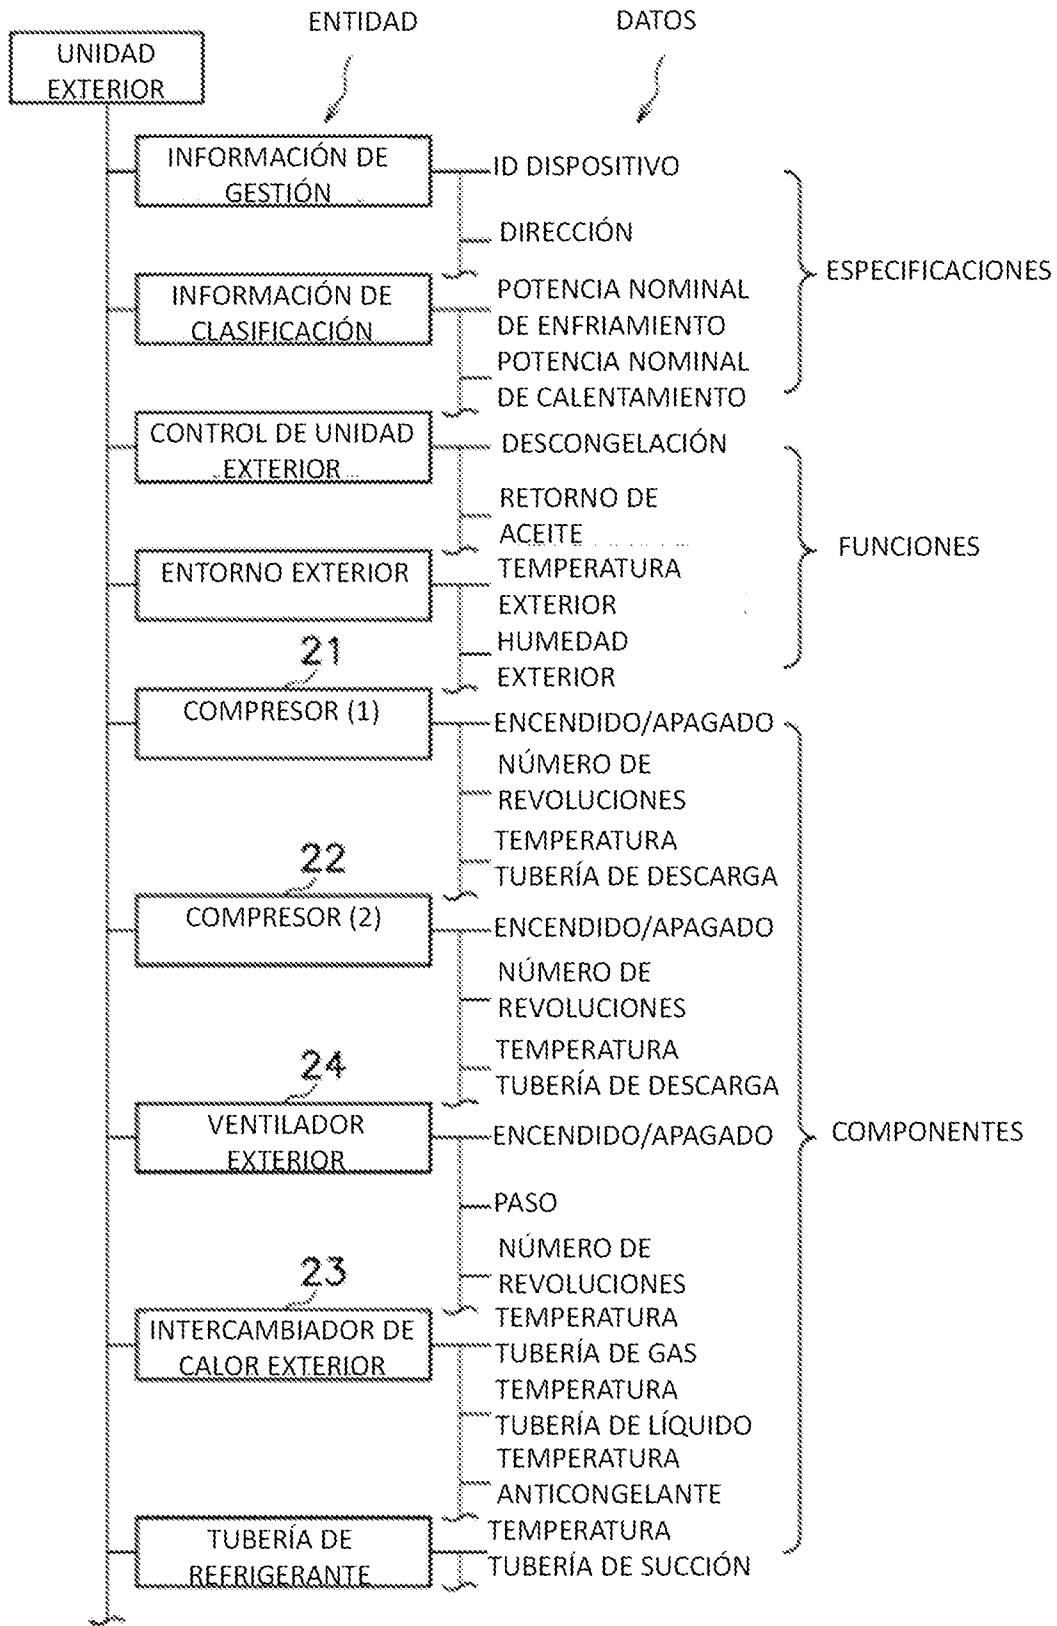 ENTIDAD
DATOS
UNIDAD
EXTERIOR
INFORMACIÓN DE
GESTIÓN
ID DISPOSITIVO
DIRECCIÓN
ESPECIFICACIONES
INFORMACIÓN DE
CLASIFICACIÓN
POTENCIA NOMINAL
DE ENFRIAMIENTO
POTENCIA NOMINAL
DE CALENTAMIENTO
CONTROL DE UNIDAD
EXTERIOR
DESCONGELACIÓN
RETORNO DE
ACEITE
FUNCIONES
ENTORNO EXTERIOR
TEMPERATURA
EXTERIOR
HUMEDAD
EXTERIOR
21
COMPRESOR (1)
ENCENDIDO/APAGADO
NÚMERO DE
REVOLUCIONES
TEMPERATURA
TUBERÍA DE DESCARGA
22
COMPRESOR (2)
ENCENDIDO/APAGADO
NÚMERO DE
REVOLUCIONES
TEMPERATURA
TUBERÍA DE DESCARGA
24
VENTILADOR
EXTERIOR
ENCENDIDO/APAGADO
COMPONENTES
PASO
NÚMERO DE
REVOLUCIONES
23
INTERCAMBIADOR DE
CALOR EXTERIOR
TEMPERATURA
TUBERÍA DE GAS
TEMPERATURA
TUBERÍA DE LÍQUIDO
TEMPERATURA
ANTICONGELANTE
TUBERÍA DE
REFRIGERANTE
TEMPERATURA
TUBERÍA DE SUCCIÓN